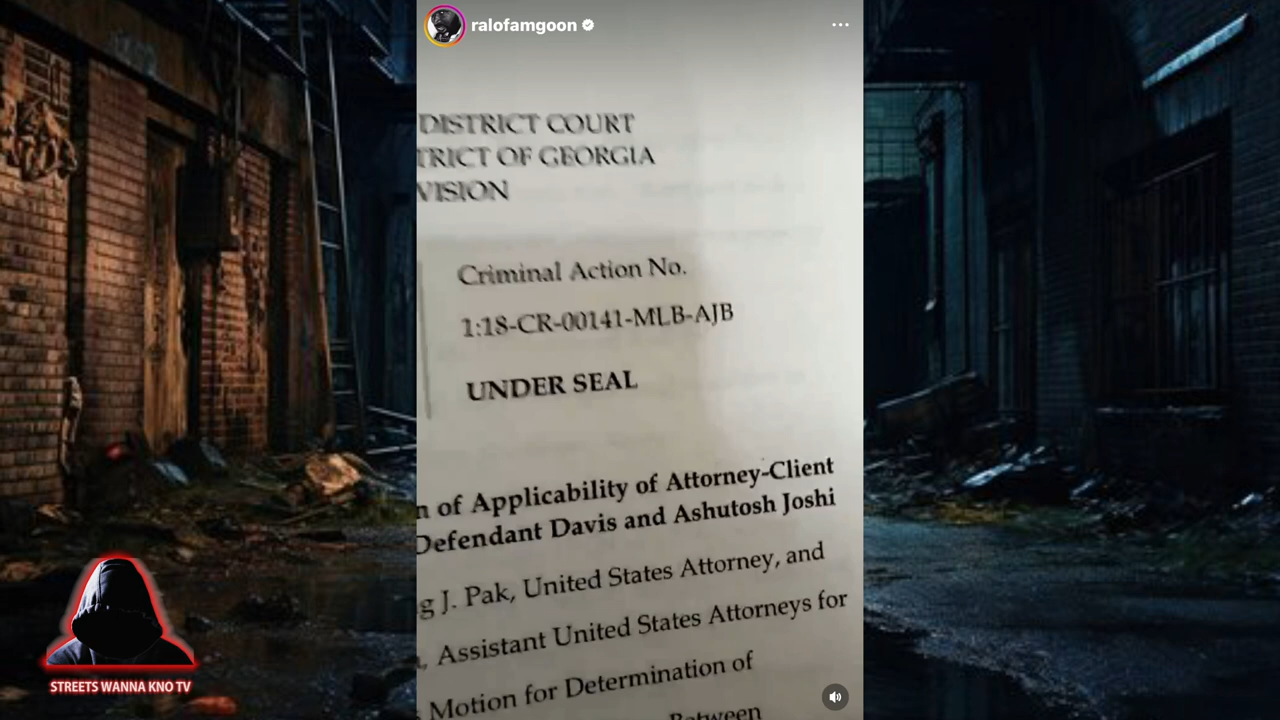 ralofamgoon
DISTRICT COURT
TRICT OF GEORGIA
VISION
Criminal Action No.
1:18-CR-00141-MLB-AJB
UNDER SEAL
n of Applicability of Attorney-Client
Defendant Davis and Ashutosh Joshi
g J. Pak, United States Attorney, and
, Assistant United States Attorneys for
Motion for Determination of
Between
STREETS WANNA KNO TV